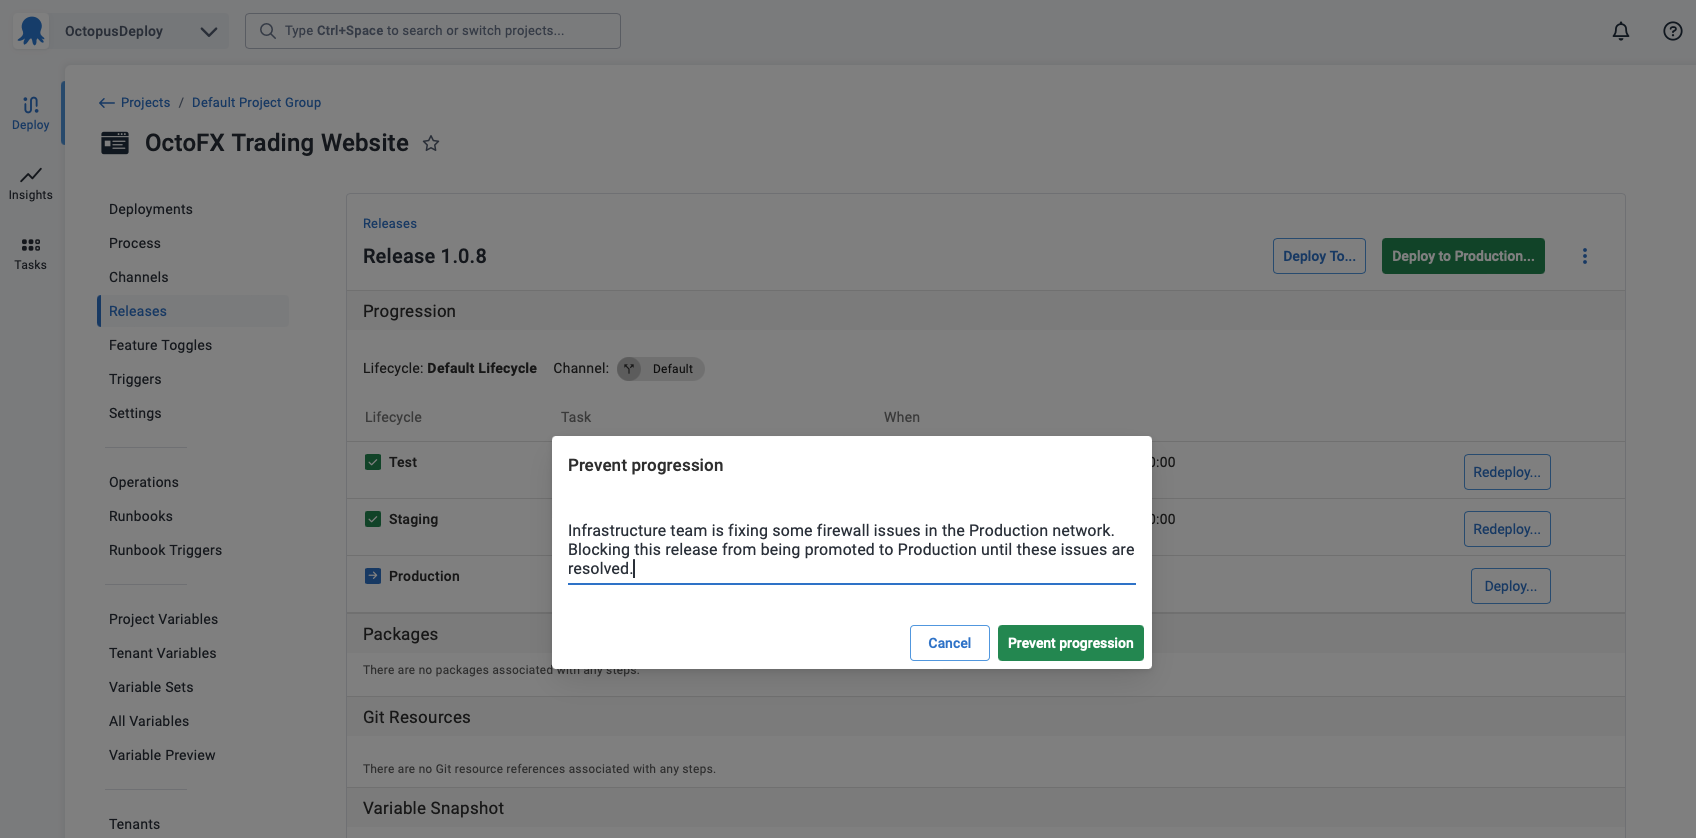 OctopusDeploy
Type Ctrl+Space to search or switch projects...
Deploy
Insights
Tasks
Projects / Default Project Group
OctoFX Trading Website
Deployments
Process
Channels
Releases
Feature Toggles
Triggers
Settings
Operations
Runbooks
Runbook Triggers
Project Variables
Tenant Variables
Variable Sets
All Variables
Variable Preview
Tenants
Releases
Release 1.0.8
Deploy To...
Deploy to Production...
Progression
Lifecycle: Default Lifecycle Channel: Default
Lifecycle Task When
Test 0:00 Redeploy...
Staging 0:00 Redeploy...
Production Deploy...
Prevent progression
Infrastructure team is fixing some firewall issues in the Production network.
Blocking this release from being promoted to Production until these issues are
resolved.
Cancel
Prevent progression
Packages
There are no packages associated with any steps.
Git Resources
There are no Git resource references associated with any steps.
Variable Snapshot